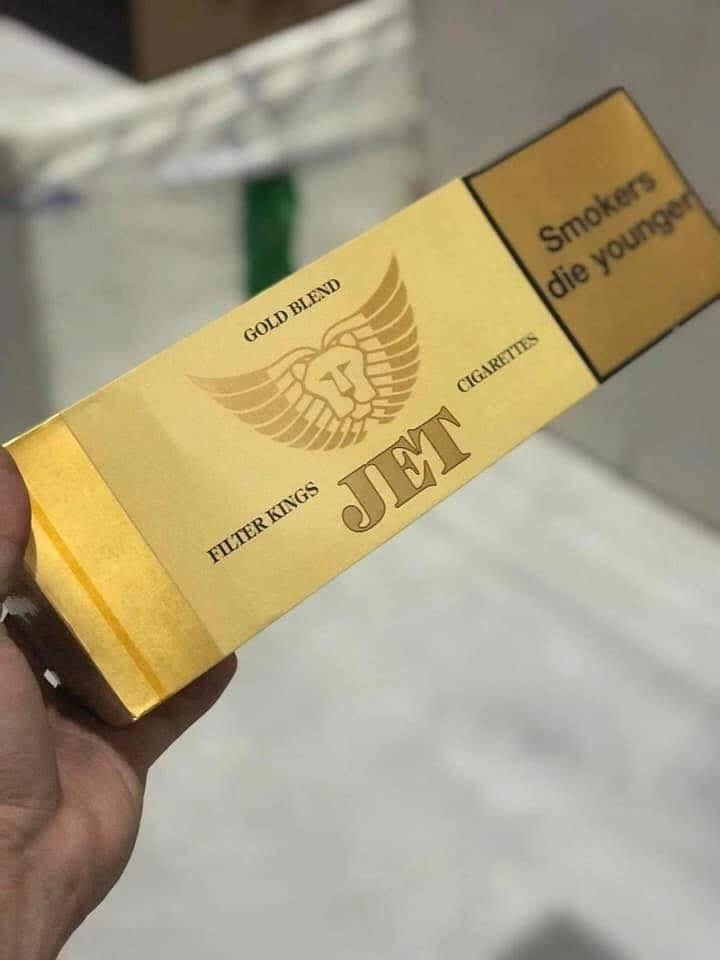 GOLD BLEND
FILTER KINGS
JET
CIGARETTES
Smokers
die younger